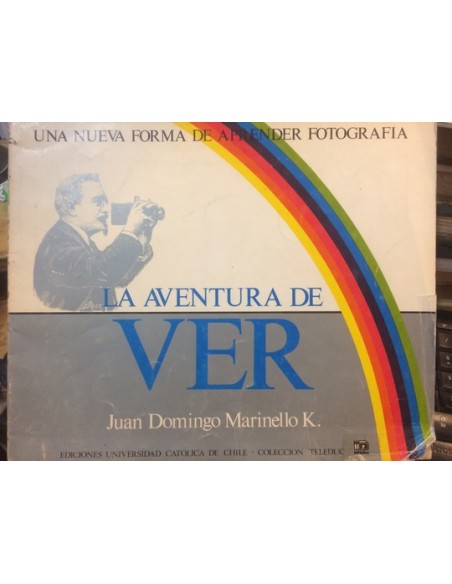 UNA NUEVA FORMA DE APRENDER FOTOGRAFIA
LA AVENTURA DE
VER
Juan Domingo Marinello K.
EDICIONES UNIVERSIDAD CATOLICA DE CHILE · COLECCION TELEDUC